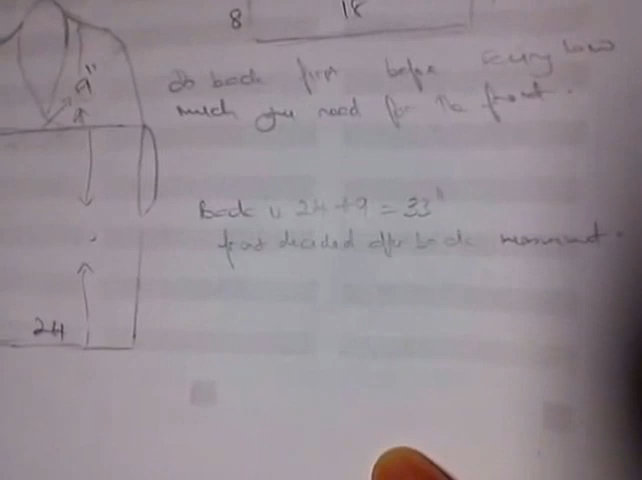 8 18
9"
do back first before seeing how
much you need for the front.
Back is 24 + 9 = 33"
front decided after back measurement.
24